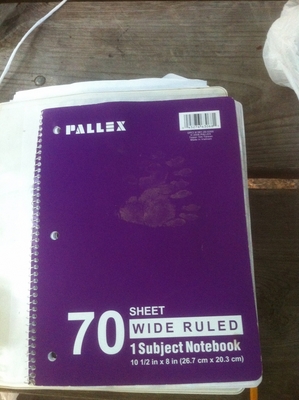 PALLEX
70
SHEET
WIDE RULED
1 Subject Notebook
10 1/2 in x 8 in (26.7 cm x 20.3 cm)